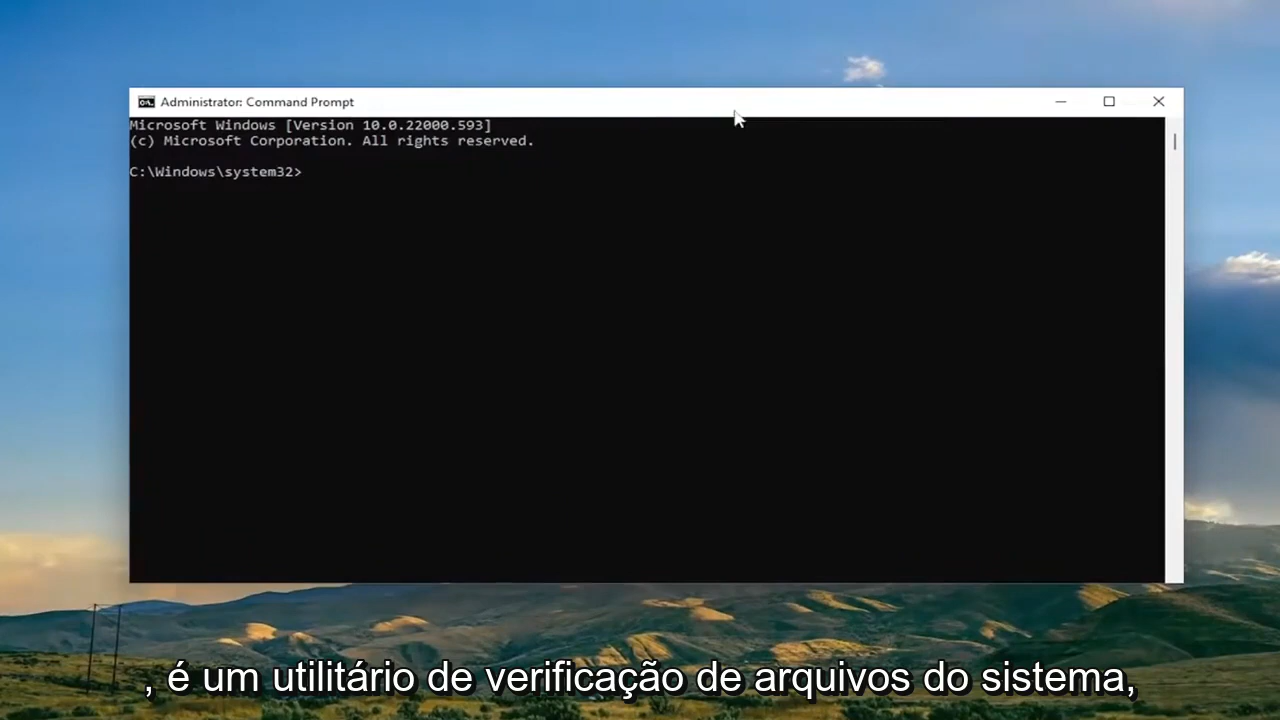 Administrator: Command Prompt
Microsoft Windows [Version 10.0.22000.593]
(c) Microsoft Corporation. All rights reserved.
C:\Windows\system32>
, é um utilitário de verificação de arquivos do sistema,